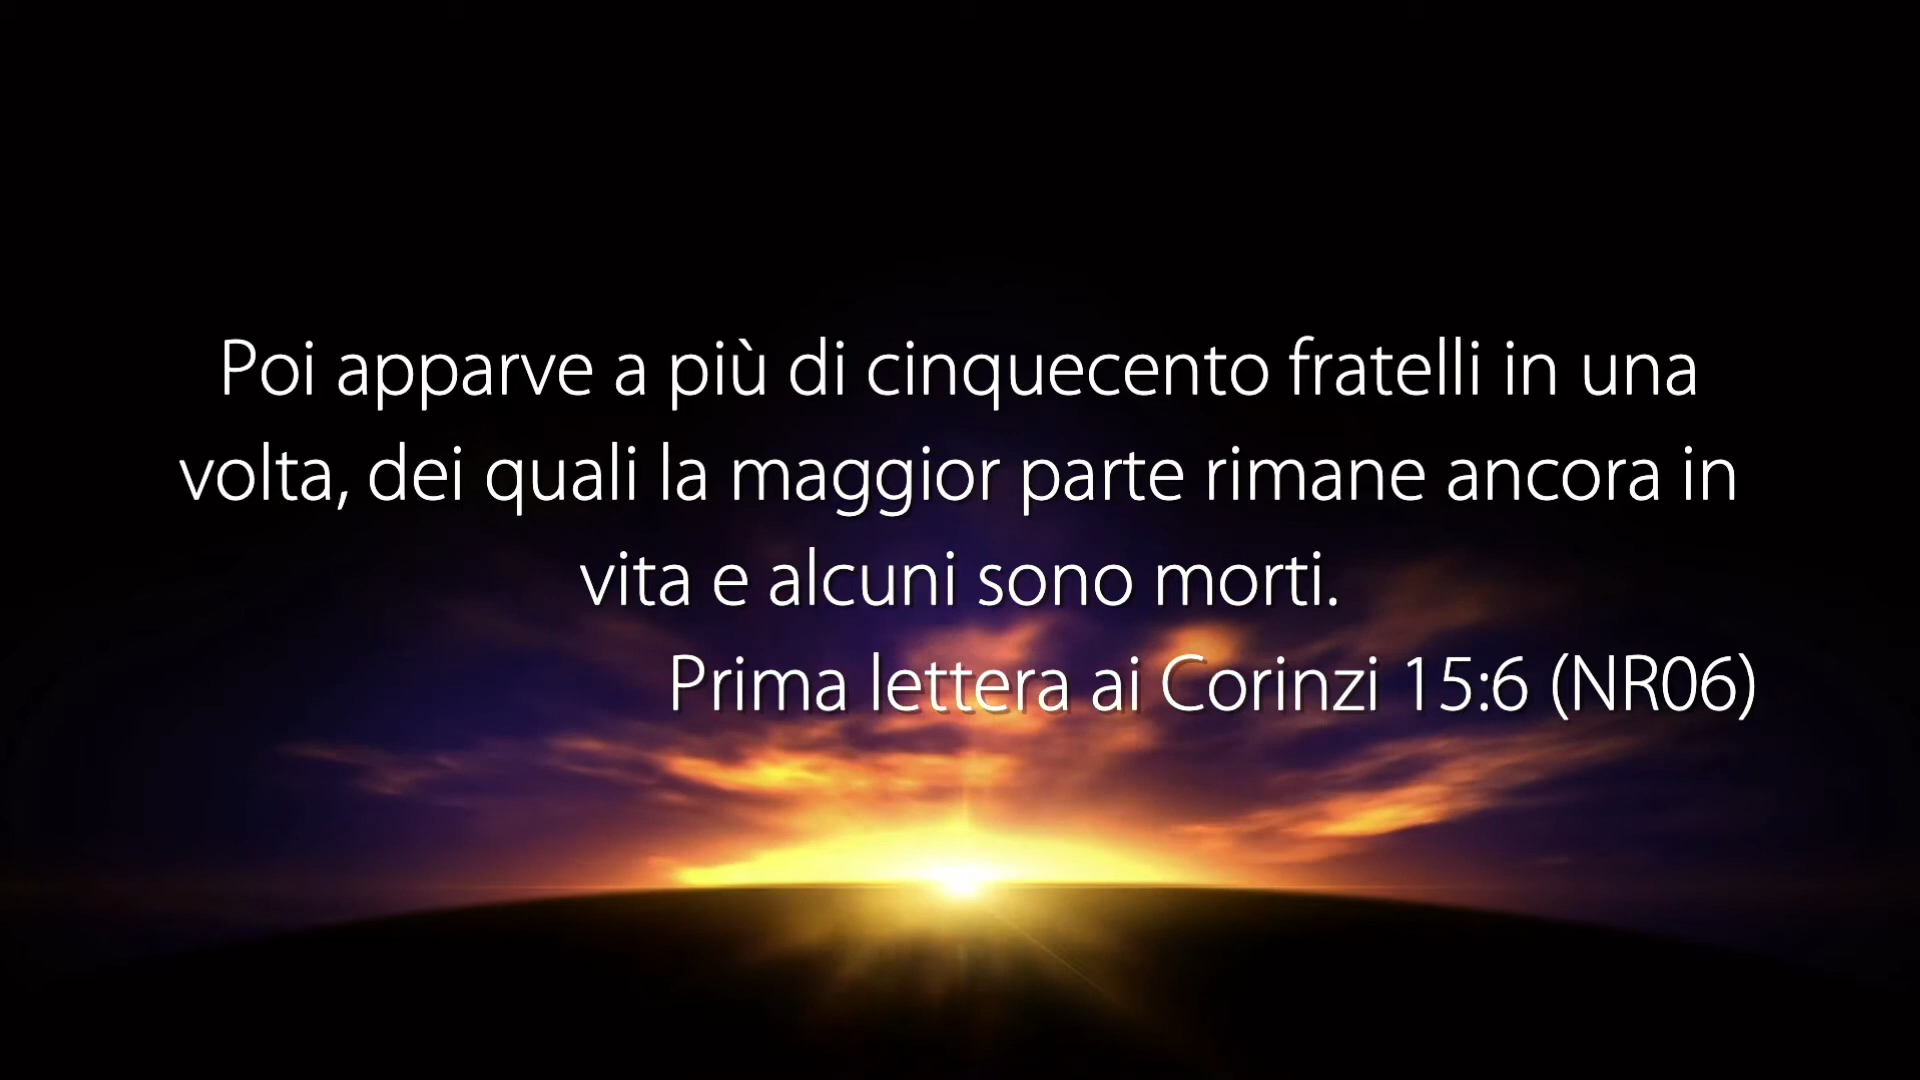 Poi apparve a più di cinquecento fratelli in una
volta, dei quali la maggior parte rimane ancora in
vita e alcuni sono morti.
Prima lettera ai Corinzi 15:6 (NR06)